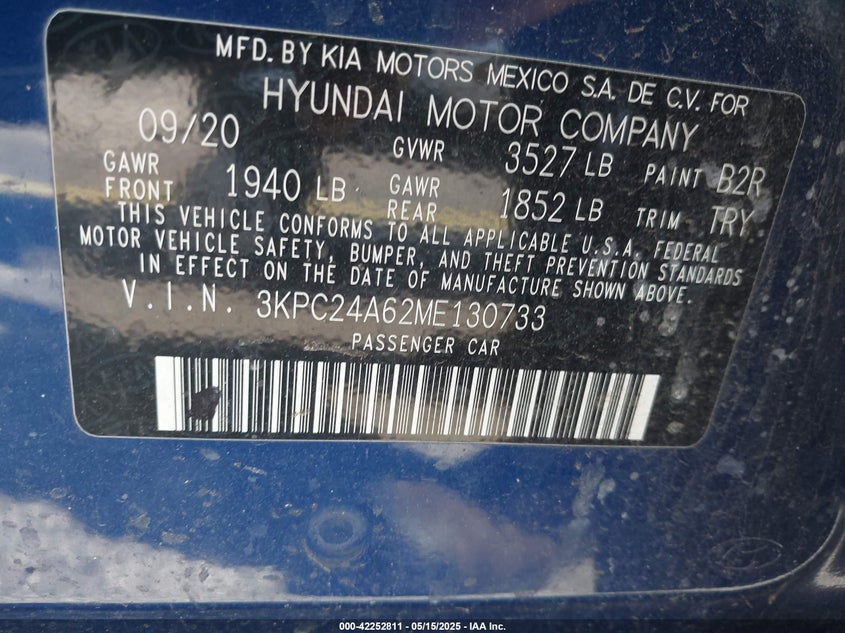 MFD. BY KIA MOTORS MEXICO S.A. DE C.V. FOR
HYUNDAI MOTOR COMPANY
09/20 GVWR 3527 LB PAINT B2R
GAWR FRONT 1940 LB GAWR REAR 1852 LB TRIM TRY
THIS VEHICLE CONFORMS TO ALL APPLICABLE U.S.A. FEDERAL
MOTOR VEHICLE SAFETY, BUMPER, AND THEFT PREVENTION STANDARDS
IN EFFECT ON THE DATE OF MANUFACTURE SHOWN ABOVE.
V.I.N. 3KPC24A62ME130733
PASSENGER CAR
000-42252811 - 05/15/2025 - IAA Inc.